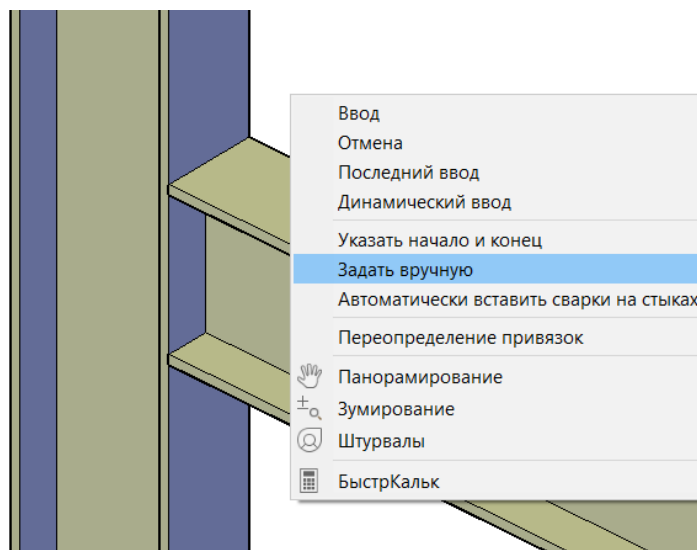 Ввод
Отмена
Последний ввод
Динамический ввод
Указать начало и конец
Задать вручную
Автоматически вставить сварки на стыках
Переопределение привязок
Панорамирование
Зумирование
Штурвалы
БыстрКальк